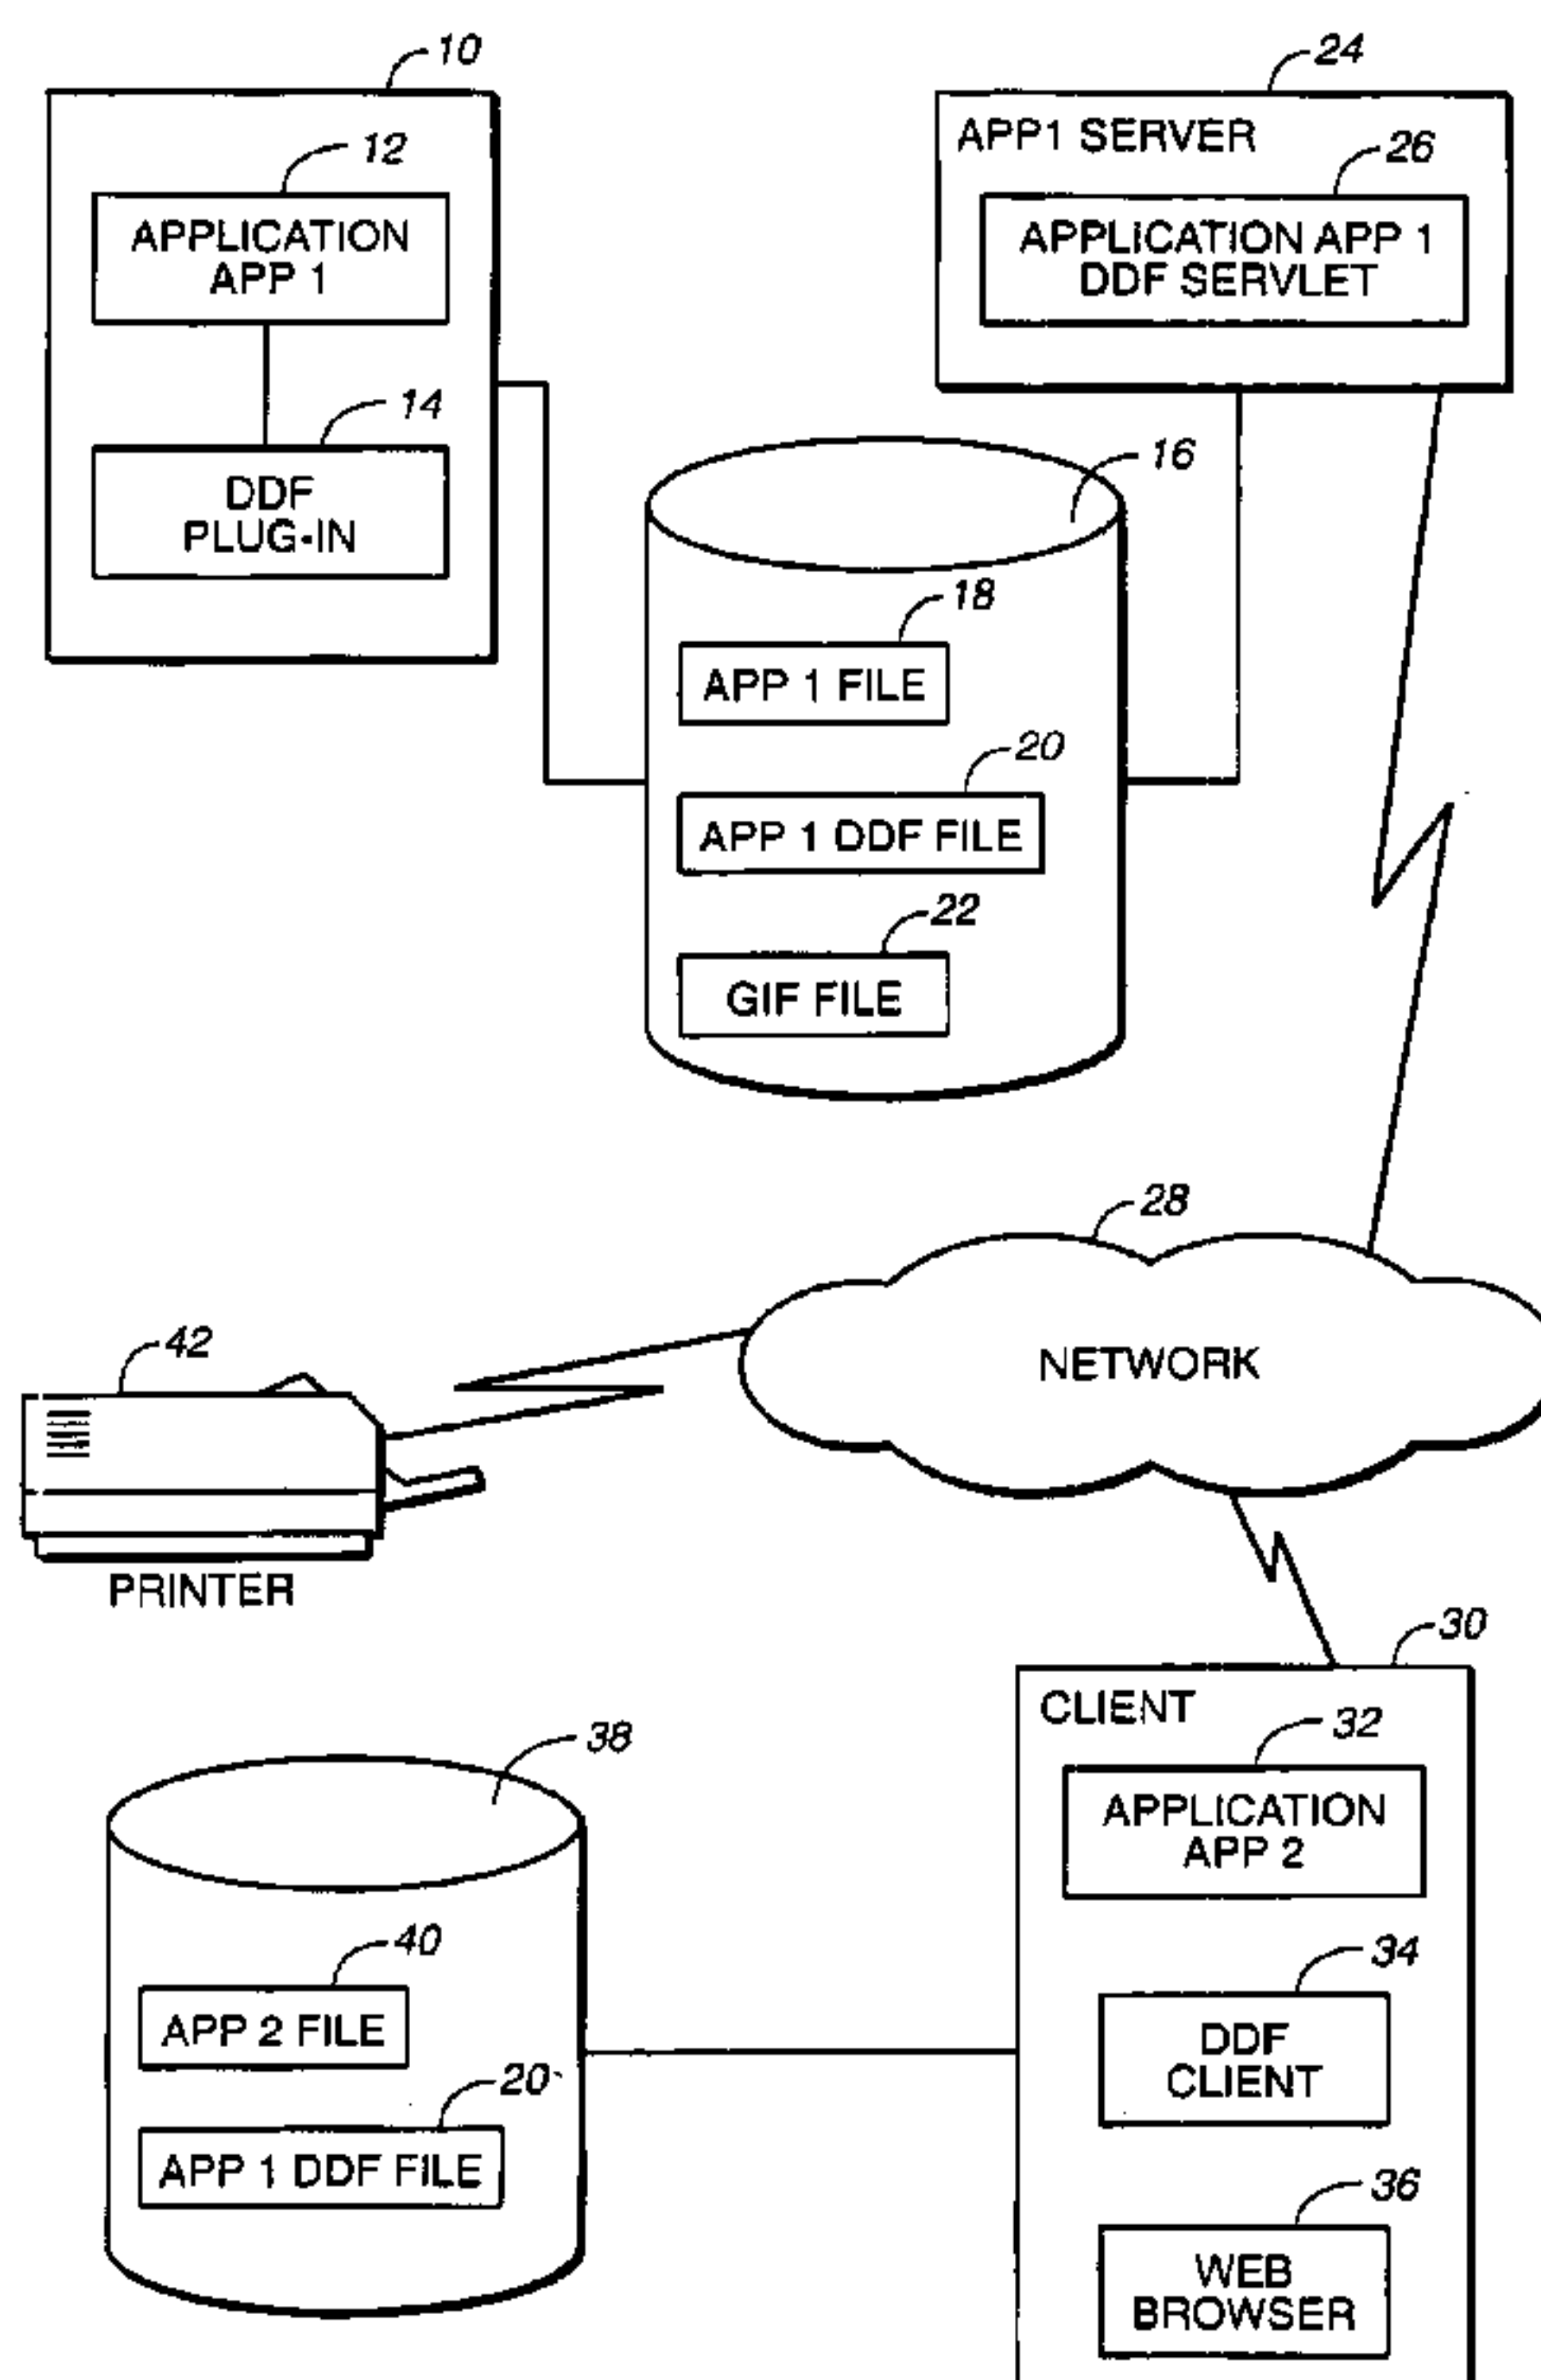 10
12
APPLICATION
APP 1
14
DDF
PLUG-IN
24
APP1 SERVER
26
APPLICATION APP 1
DDF SERVLET
16
18
APP 1 FILE
20
APP 1 DDF FILE
22
GIF FILE
28
NETWORK
42
PRINTER
30
CLIENT
32
APPLICATION
APP 2
34
DDF
CLIENT
36
WEB
BROWSER
38
40
APP 2 FILE
20
APP 1 DDF FILE